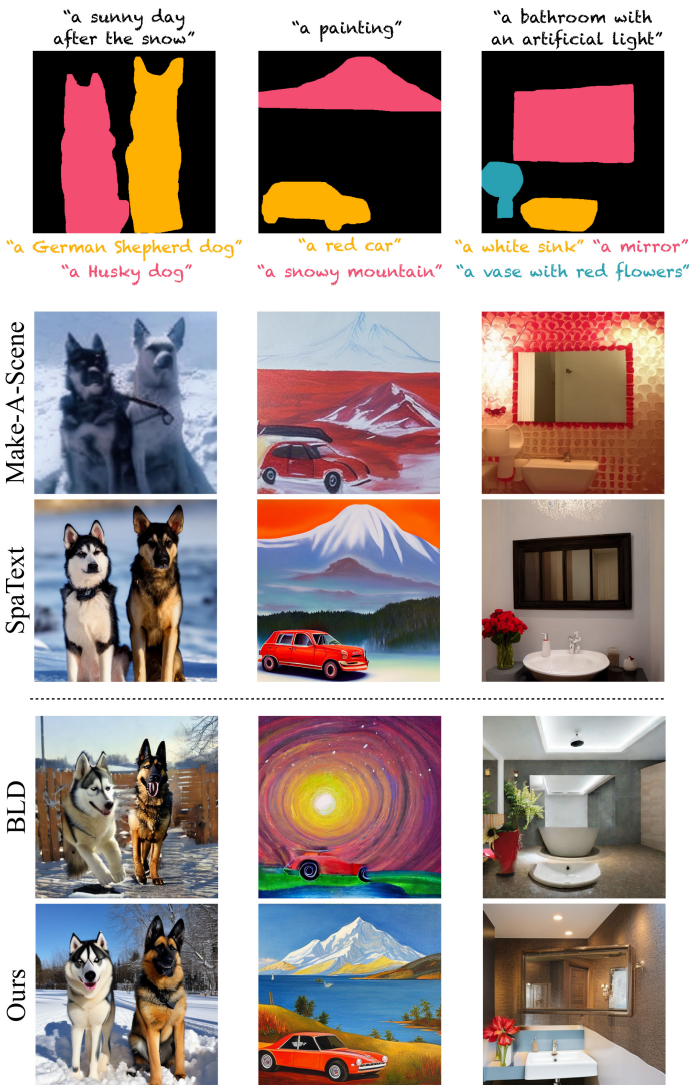 “a sunny day
after the snow”
“a painting”
“a bathroom with
an artificial light”
“a German Shepherd dog”
“a Husky dog”
“a red car”
“a snowy mountain”
“a white sink” “a mirror”
“a vase with red flowers”
Make-A-Scene
SpaText
BLD
Ours